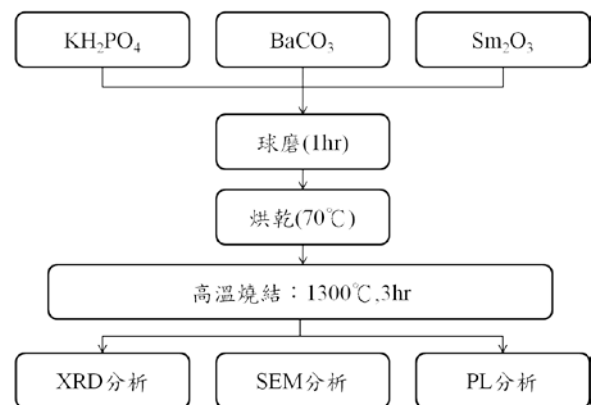 KH₂PO₄
BaCO₃
Sm₂O₃
球磨(1hr)
烘乾(70℃)
高溫燒結：1300℃,3hr
XRD分析
SEM分析
PL分析